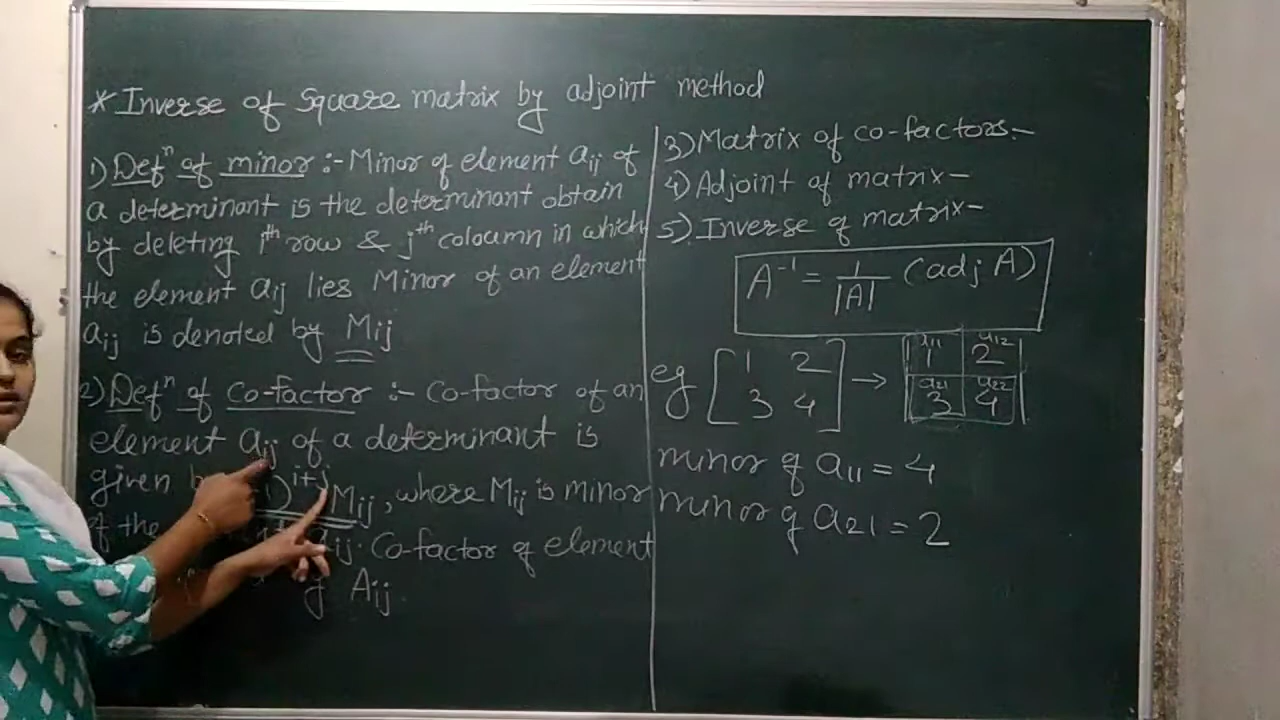 * Inverse of Square matrix by adjoint method
1) Defⁿ of minor :- Minor of element aij of
a determinant is the determinant obtain
by deleting iᵗʰ row & jᵗʰ coloumn in which
the element aij lies Minor of an element
aij is denoted by Mij
2) Defⁿ of Co-factor :- Co-factor of an
element aij of a determinant is
given 1)ⁱ⁺ʲ Mij, where Mij is minor
of the aij. Co-factor of element
Aij.
3) Matrix of co-factors:-
4) Adjoint of matrix-
5) Inverse of matrix-
A⁻¹ = 1/|A| (adj A)
eg [1 2 → |a11 1 a12 2|
3 4] |a21 3 a22 4|
minor of a11 = 4
minor of a21 = 2